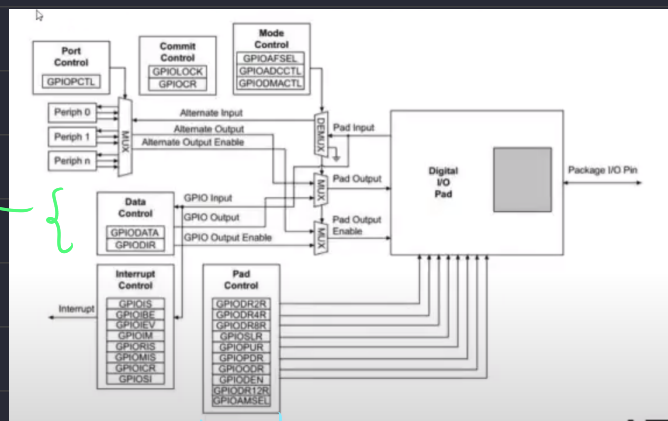 Port
Control
GPIOPCTL
Commit
Control
GPIOLOCK
GPIOCR
Mode
Control
GPIOAFSEL
GPIOADCCTL
GPIODMACTL
Periph 0
Periph 1
Periph n
MUX
Alternate Input
Alternate Output
Alternate Output Enable
DEMUX
Pad Input
MUX
Pad Output
MUX
Pad Output
Enable
Digital
I/O
Pad
Package I/O Pin
Data
Control
GPIODATA
GPIODIR
GPIO Input
GPIO Output
GPIO Output Enable
Interrupt
Control
GPIOIS
GPIOIBE
GPIOIEV
GPIOIM
GPIORIS
GPIOMIS
GPIOICR
GPIOSI
Interrupt
Pad
Control
GPIODR2R
GPIODR4R
GPIODR8R
GPIOSLR
GPIOPUR
GPIOPDR
GPIOODR
GPIODEN
GPIODR12R
GPIOAMSEL